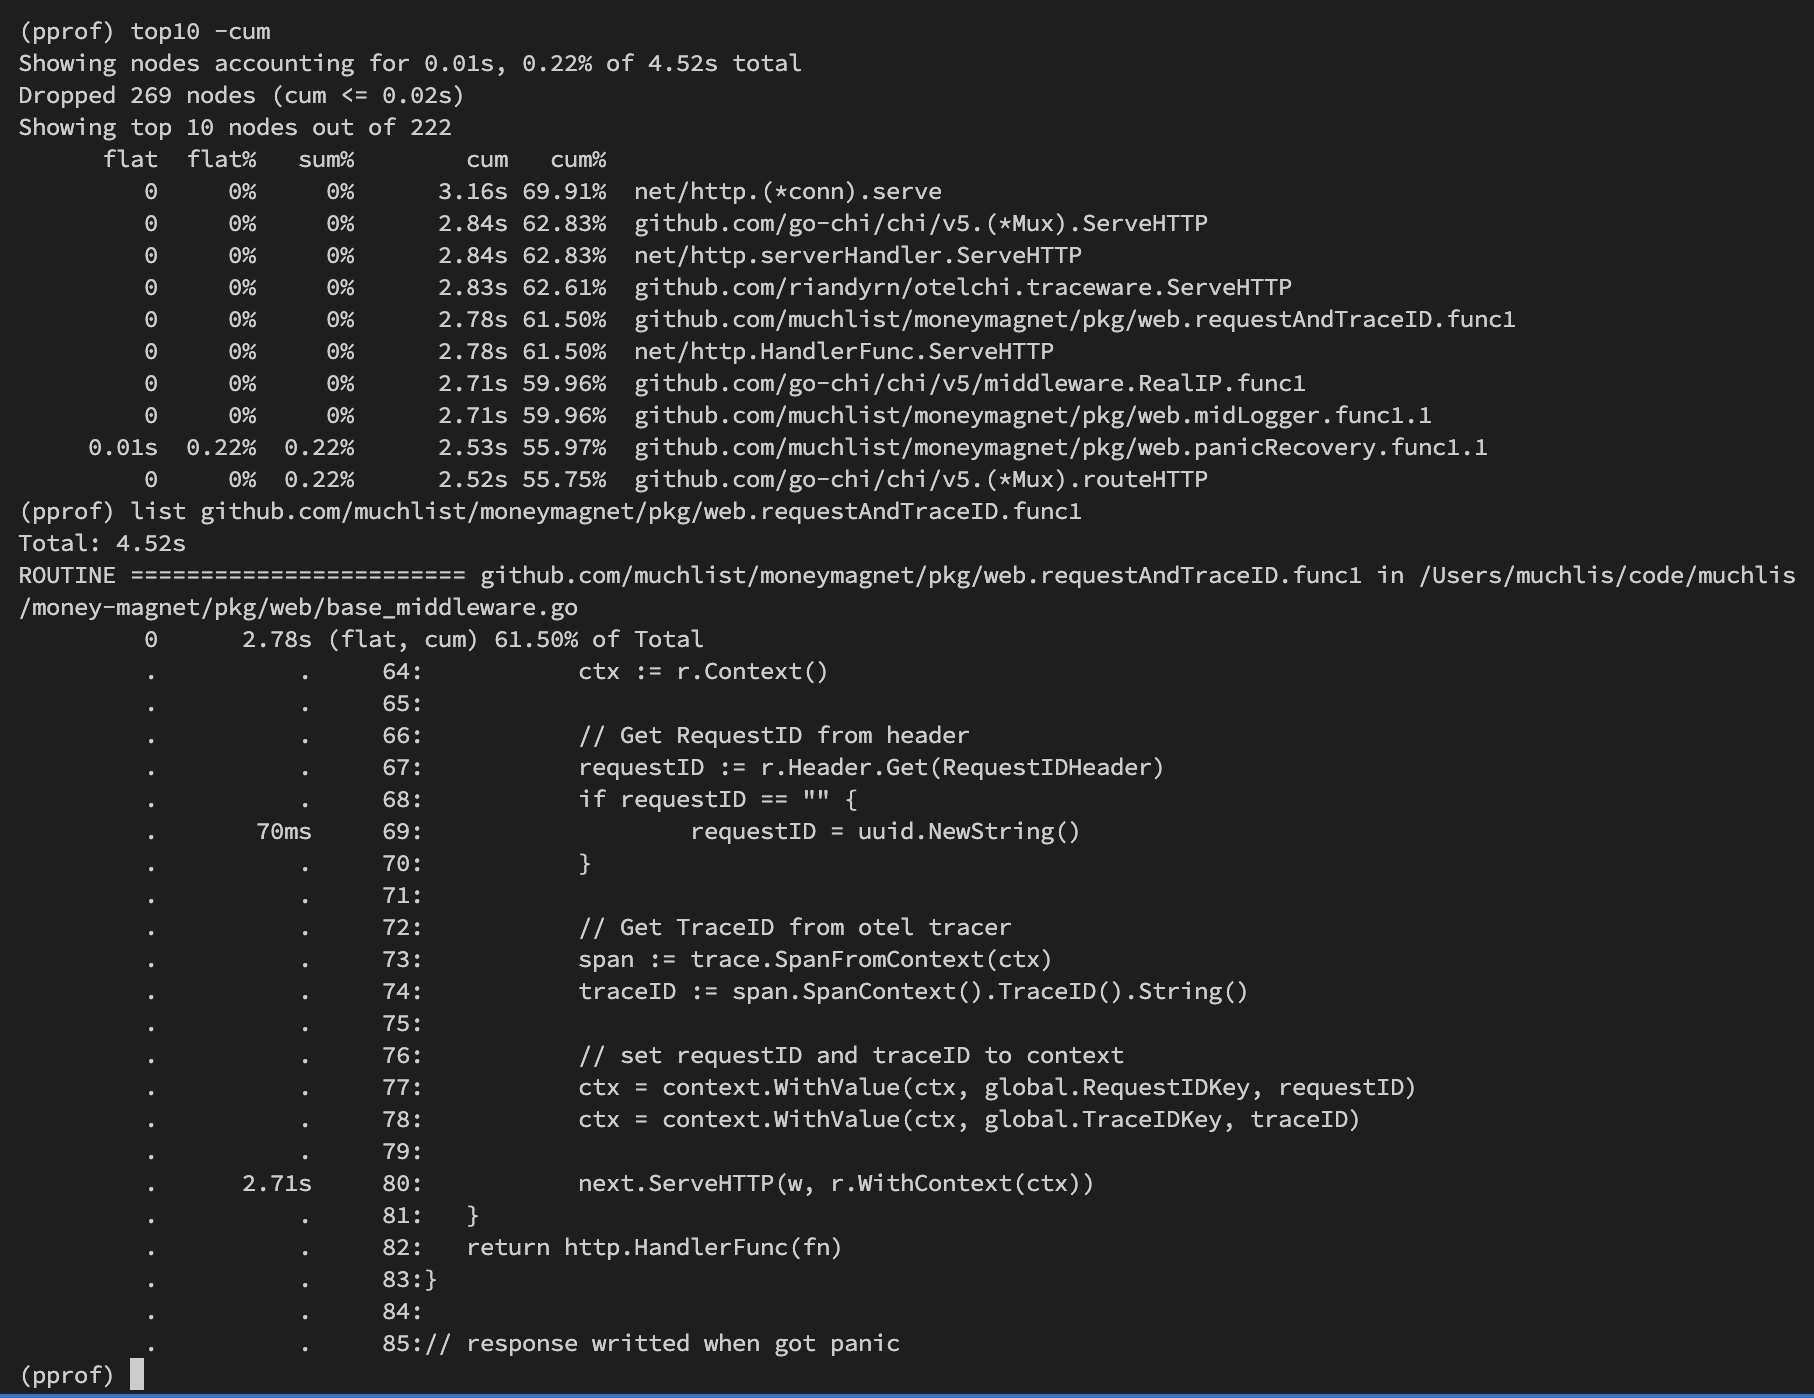 (pprof) top10 -cum
Showing nodes accounting for 0.01s, 0.22% of 4.52s total
Dropped 269 nodes (cum <= 0.02s)
Showing top 10 nodes out of 222
      flat  flat%   sum%        cum   cum%
         0     0%     0%      3.16s 69.91%  net/http.(*conn).serve
         0     0%     0%      2.84s 62.83%  github.com/go-chi/chi/v5.(*Mux).ServeHTTP
         0     0%     0%      2.84s 62.83%  net/http.serverHandler.ServeHTTP
         0     0%     0%      2.83s 62.61%  github.com/riandyrn/otelchi.traceware.ServeHTTP
         0     0%     0%      2.78s 61.50%  github.com/muchlist/moneymagnet/pkg/web.requestAndTraceID.func1
         0     0%     0%      2.78s 61.50%  net/http.HandlerFunc.ServeHTTP
         0     0%     0%      2.71s 59.96%  github.com/go-chi/chi/v5/middleware.RealIP.func1
         0     0%     0%      2.71s 59.96%  github.com/muchlist/moneymagnet/pkg/web.midLogger.func1.1
     0.01s  0.22%  0.22%      2.53s 55.97%  github.com/muchlist/moneymagnet/pkg/web.panicRecovery.func1.1
         0     0%  0.22%      2.52s 55.75%  github.com/go-chi/chi/v5.(*Mux).routeHTTP
(pprof) list github.com/muchlist/moneymagnet/pkg/web.requestAndTraceID.func1
Total: 4.52s
ROUTINE ======================== github.com/muchlist/moneymagnet/pkg/web.requestAndTraceID.func1 in /Users/muchlis/code/muchlis
/money-magnet/pkg/web/base_middleware.go
         0      2.78s (flat, cum) 61.50% of Total
         .          .     64:           ctx := r.Context()
         .          .     65:
         .          .     66:           // Get RequestID from header
         .          .     67:           requestID := r.Header.Get(RequestIDHeader)
         .          .     68:           if requestID == "" {
         .       70ms     69:                   requestID = uuid.NewString()
         .          .     70:           }
         .          .     71:
         .          .     72:           // Get TraceID from otel tracer
         .          .     73:           span := trace.SpanFromContext(ctx)
         .          .     74:           traceID := span.SpanContext().TraceID().String()
         .          .     75:
         .          .     76:           // set requestID and traceID to context
         .          .     77:           ctx = context.WithValue(ctx, global.RequestIDKey, requestID)
         .          .     78:           ctx = context.WithValue(ctx, global.TraceIDKey, traceID)
         .          .     79:
         .      2.71s     80:           next.ServeHTTP(w, r.WithContext(ctx))
         .          .     81:   }
         .          .     82:   return http.HandlerFunc(fn)
         .          .     83:}
         .          .     84:
         .          .     85:// response writted when got panic
(pprof)